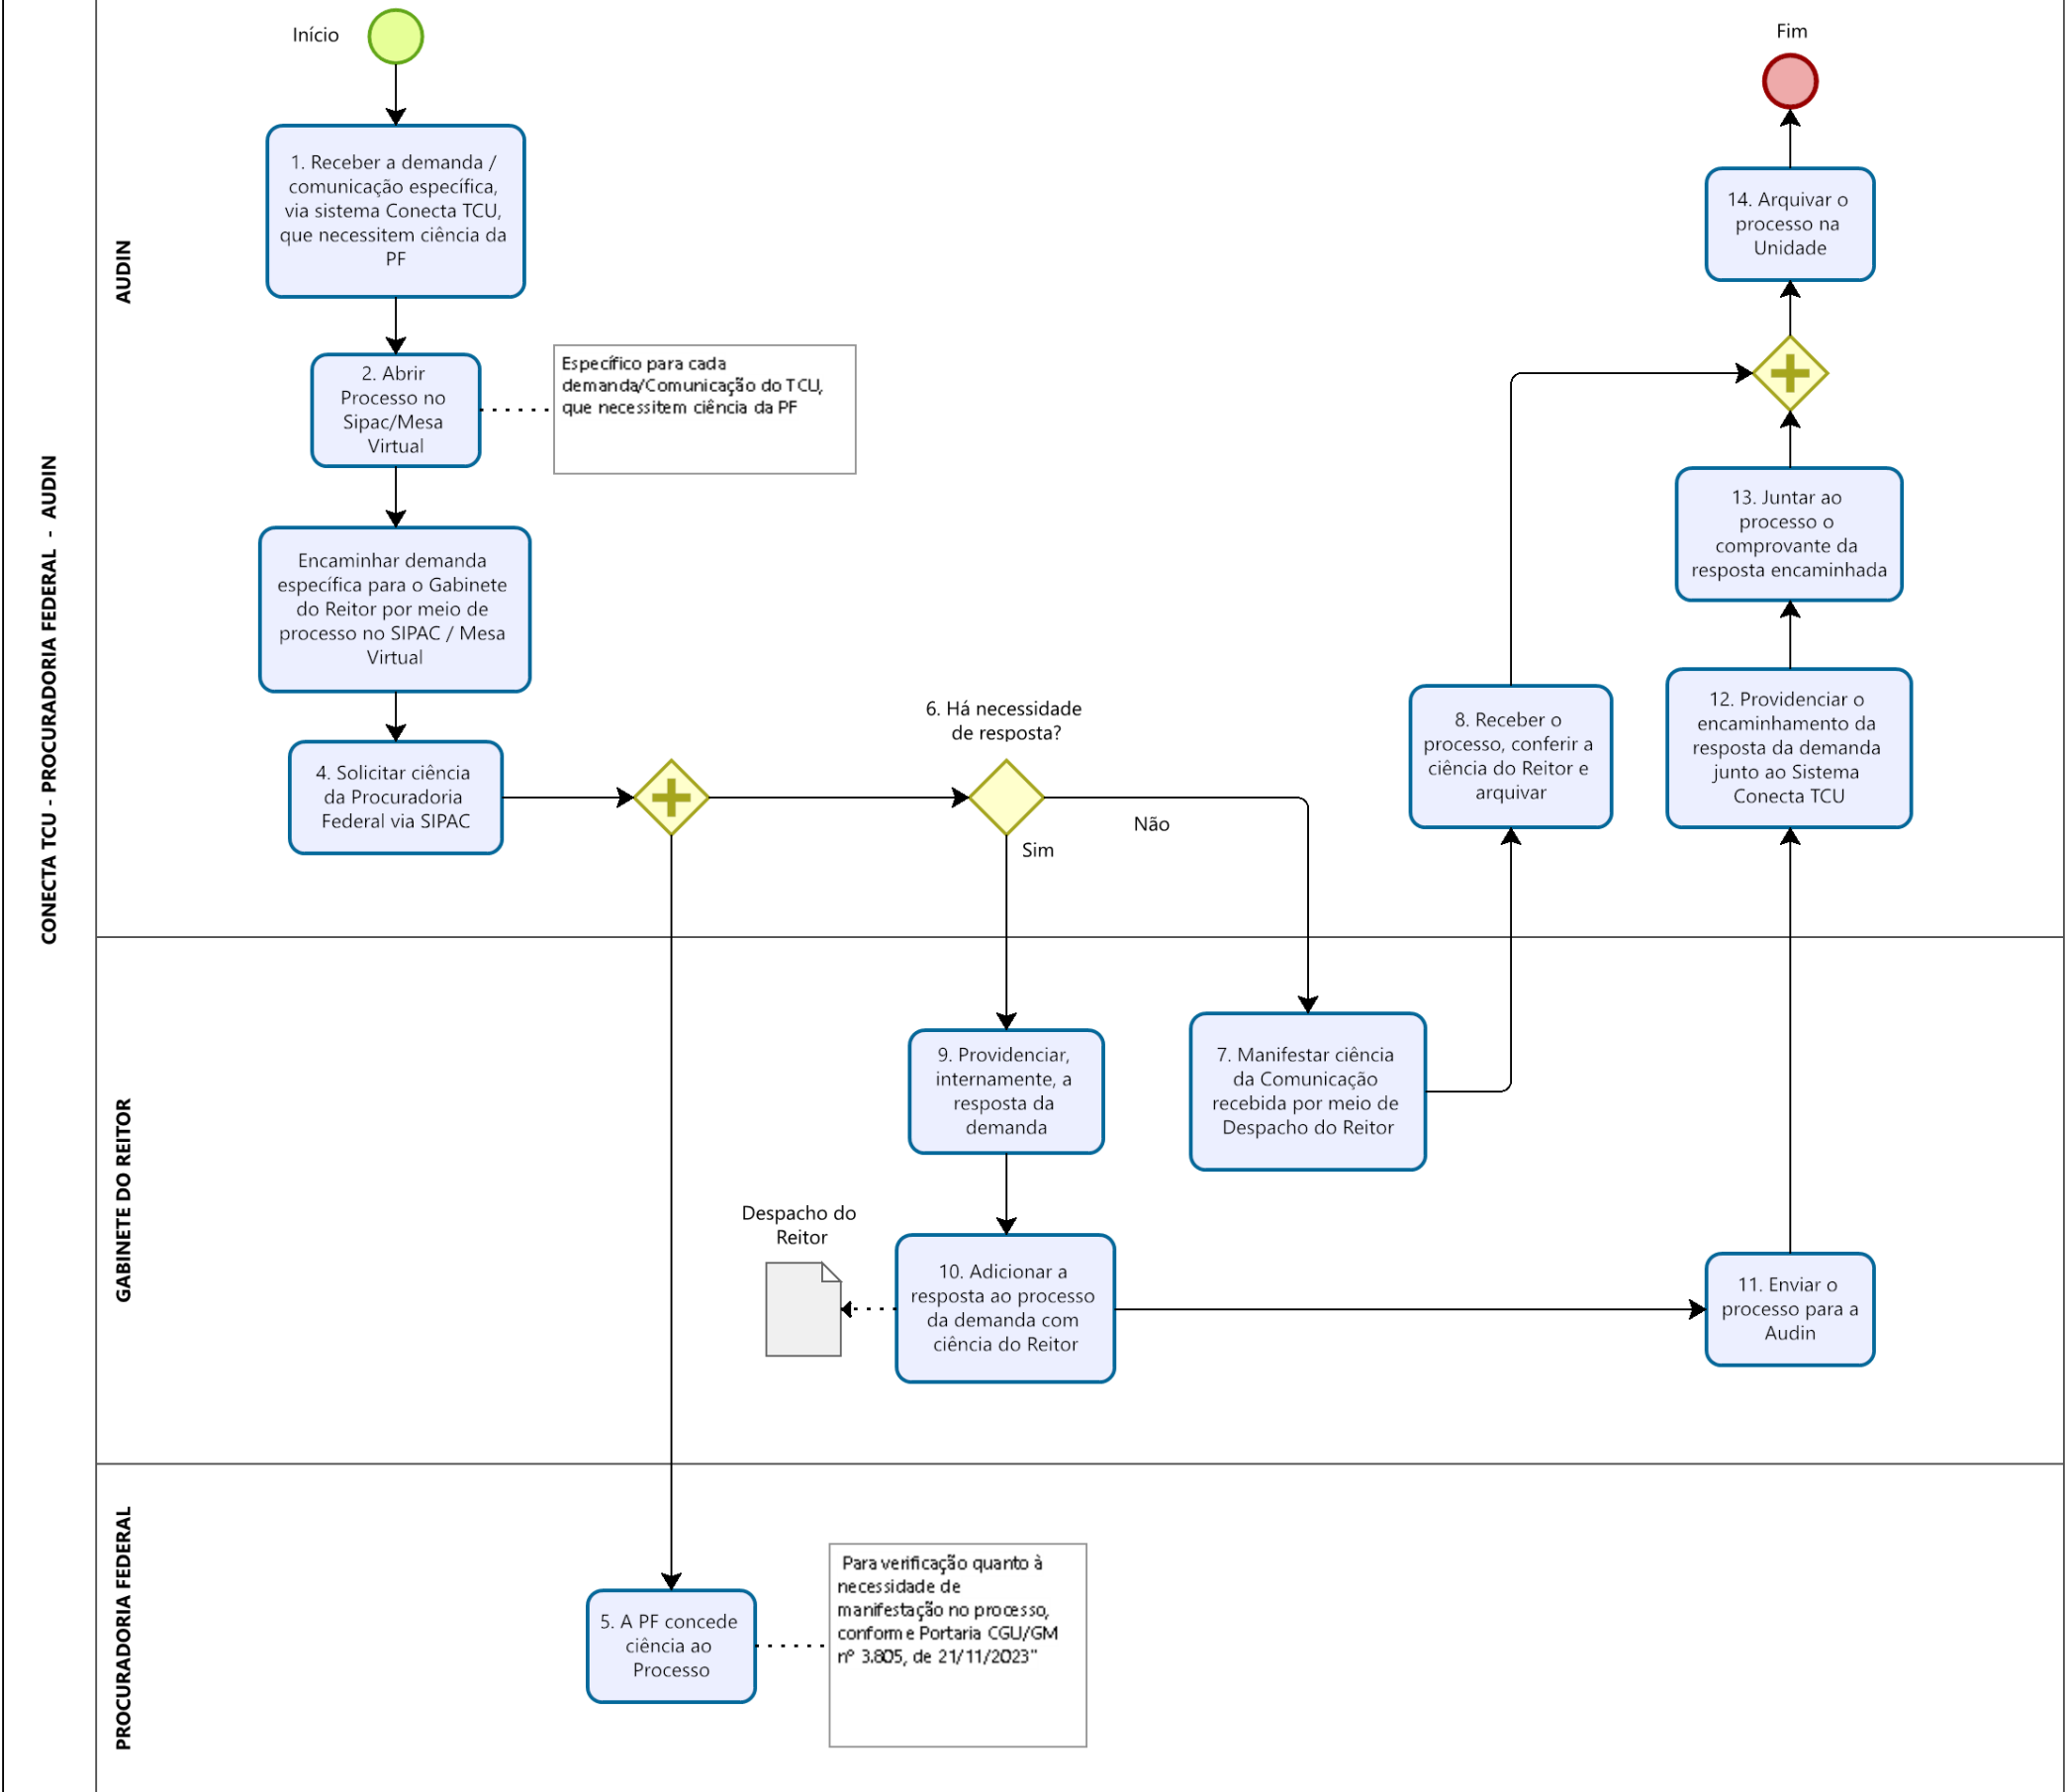 CONECTA TCU - PROCURADORIA FEDERAL - AUDIN
AUDIN
Início
1. Receber a demanda /
comunicação específica,
via sistema Conecta TCU,
que necessitem ciência da
PF
2. Abrir
Processo no
Sipac/Mesa
Virtual
Específico para cada
demanda/Comunicação do TCU,
que necessitem ciência da PF
Encaminhar demanda
específica para o Gabinete
do Reitor por meio de
processo no SIPAC / Mesa
Virtual
4. Solicitar ciência
da Procuradoria
Federal via SIPAC
6. Há necessidade
de resposta?
Não
Sim
8. Receber o
processo, conferir a
ciência do Reitor e
arquivar
Fim
14. Arquivar o
processo na
Unidade
13. Juntar ao
processo o
comprovante da
resposta encaminhada
12. Providenciar o
encaminhamento da
resposta da demanda
junto ao Sistema
Conecta TCU
GABINETE DO REITOR
9. Providenciar,
internamente, a
resposta da
demanda
7. Manifestar ciência
da Comunicação
recebida por meio de
Despacho do Reitor
Despacho do
Reitor
10. Adicionar a
resposta ao processo
da demanda com
ciência do Reitor
11. Enviar o
processo para a
Audin
PROCURADORIA FEDERAL
5. A PF concede
ciência ao
Processo
Para verificação quanto à
necessidade de
manifestação no processo,
conforme Portaria CGU/GM
nº 3.805, de 21/11/2023"